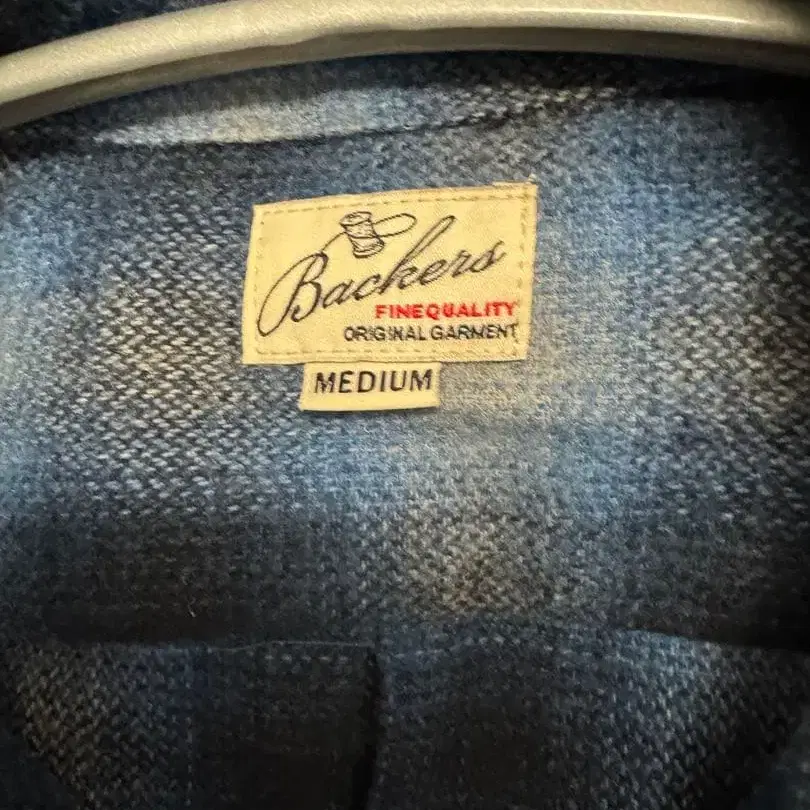 Backers
FINEQUALITY
ORIGINAL GARMENT
MEDIUM